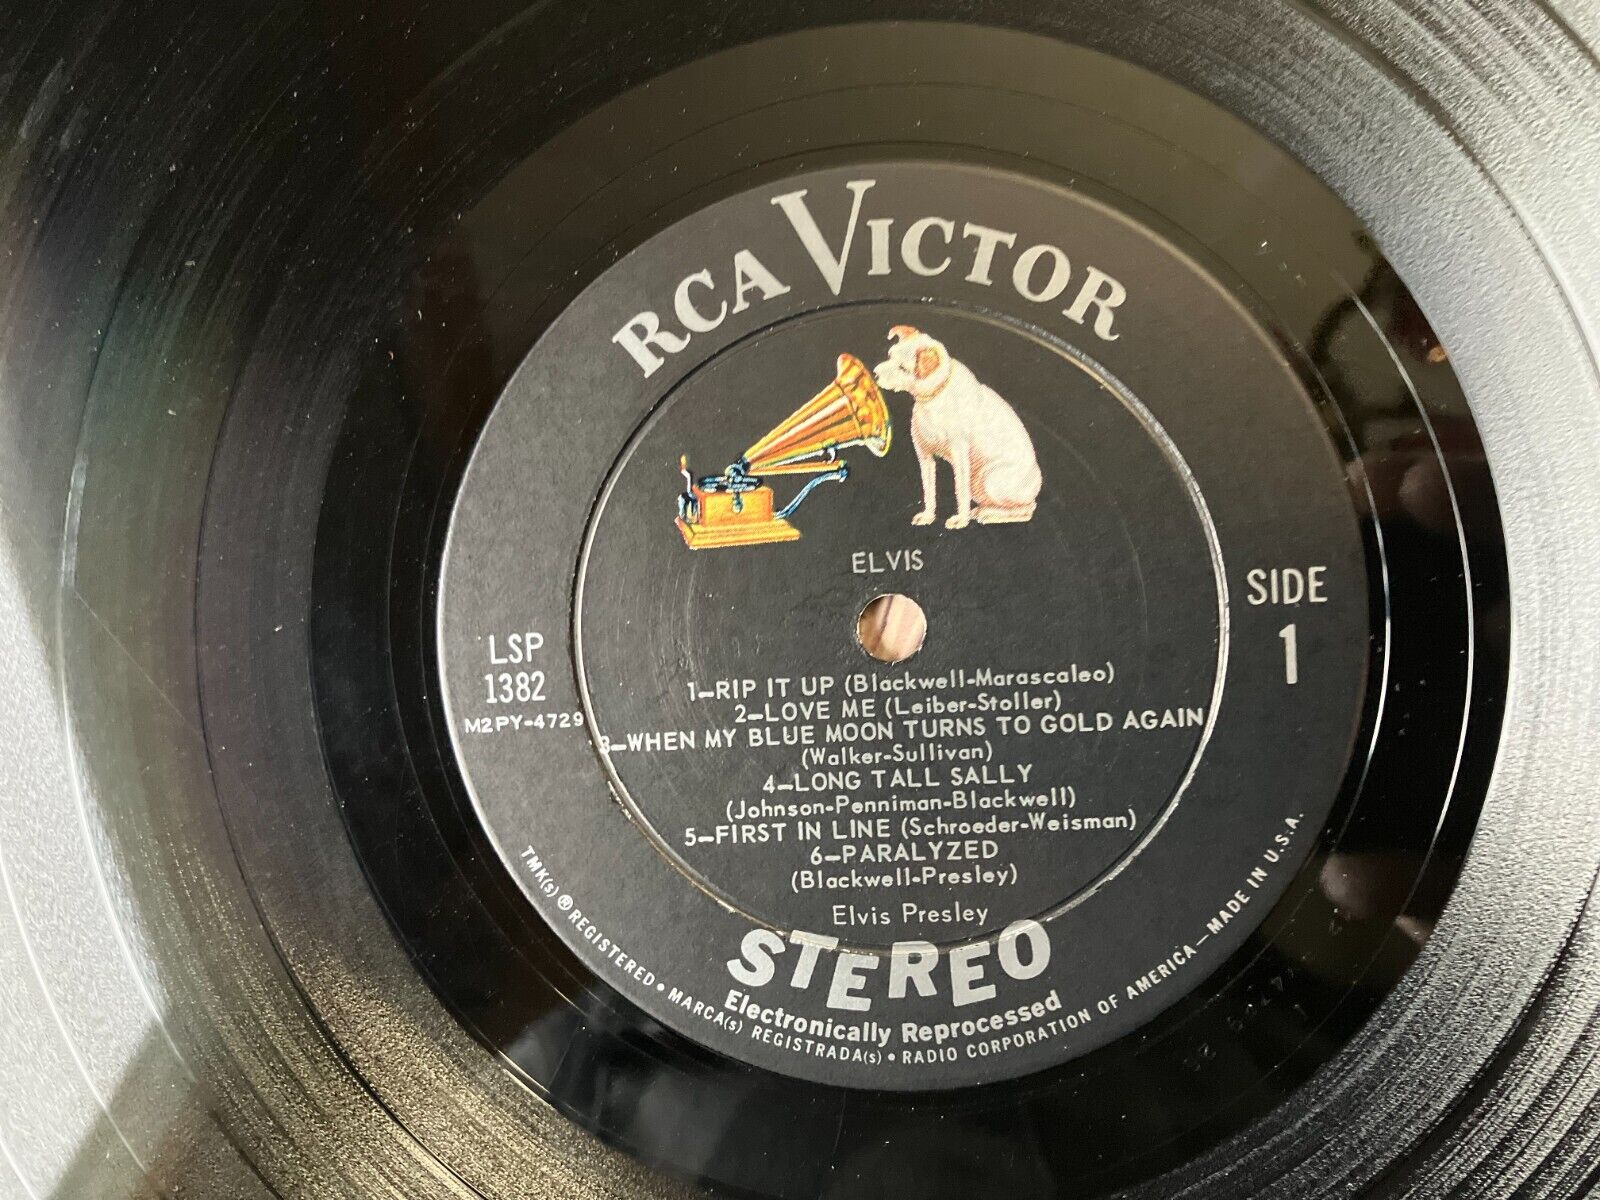 RCA VICTOR
ELVIS
SIDE
1
LSP
1382
M2PY-4729
1-RIP IT UP (Blackwell-Marascaleo)
2-LOVE ME (Leiber-Stoller)
3-WHEN MY BLUE MOON TURNS TO GOLD AGAIN
(Walker-Sullivan)
4-LONG TALL SALLY
(Johnson-Penniman-Blackwell)
5-FIRST IN LINE (Schroeder-Weisman)
6-PARALYZED
(Blackwell-Presley)
Elvis Presley
STEREO
Electronically Reprocessed
TMK(s) ® REGISTERED • MARCA(s) REGISTRADA(s) • RADIO CORPORATION OF AMERICA—MADE IN U.S.A.